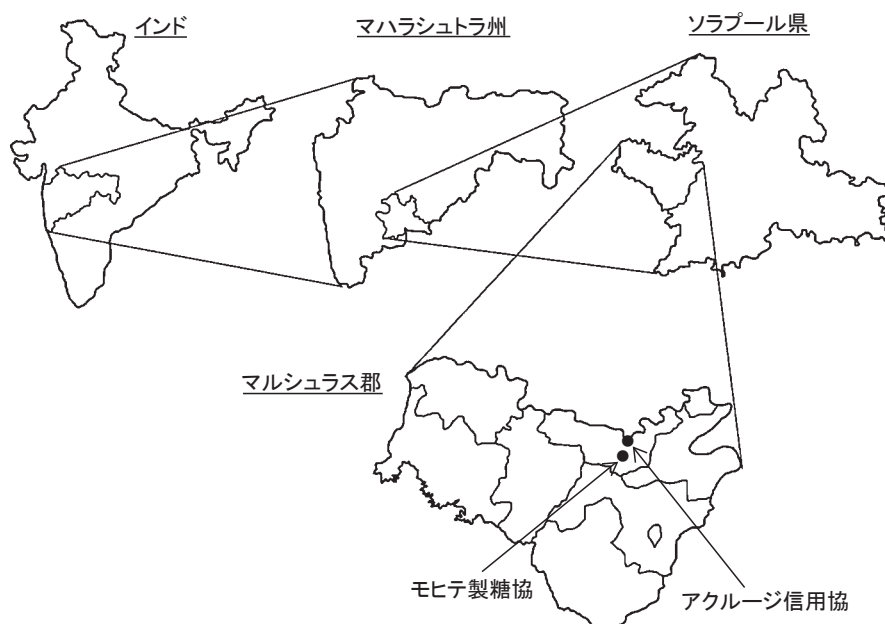 インド
マハラシュトラ州
ソラプール県
マルシュラス郡
モヒテ製糖協
アクルージ信用協